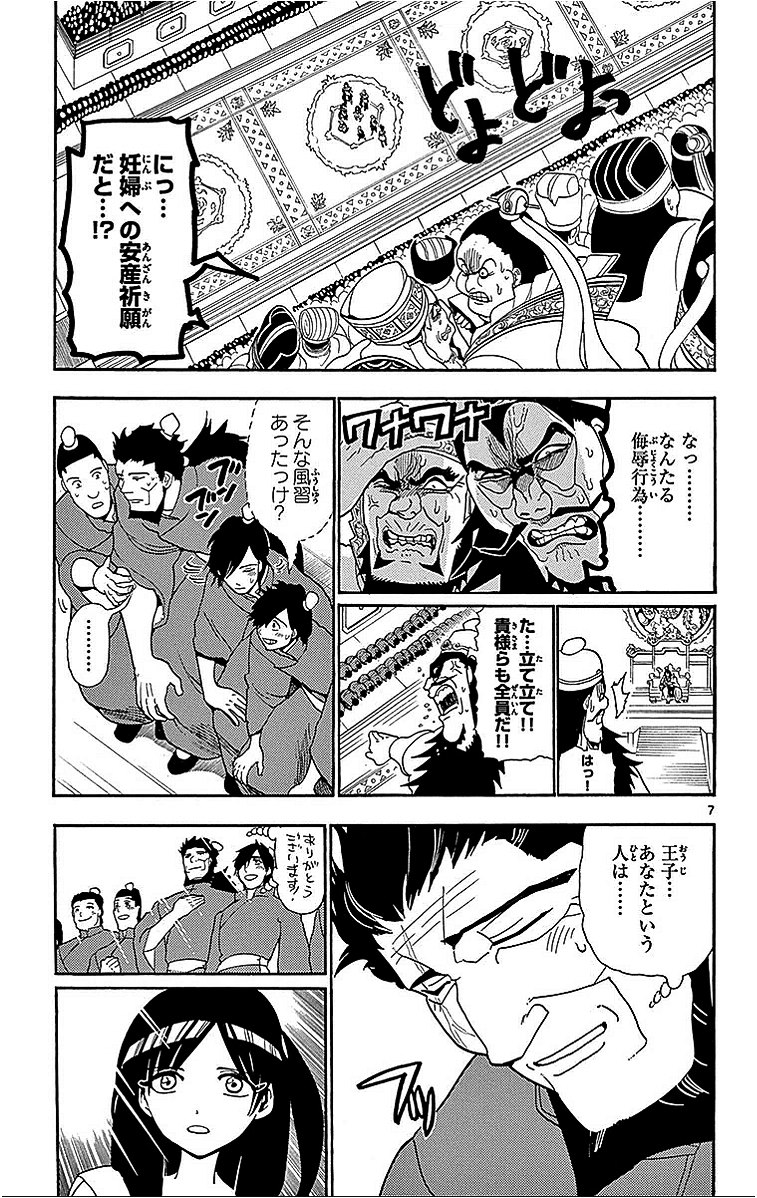 どよどよっ
にっ…
妊婦への安産祈願
だと…!?
なっ………
なんたる
侮辱行為………
ワナワナ
そんな風習
あったっけ?
ブンブン
………
はっ!
た…立て立て!!
貴様らも全員だ!!
7
王子…
あなたという
人は……
フッ
ありがとう
ございます!